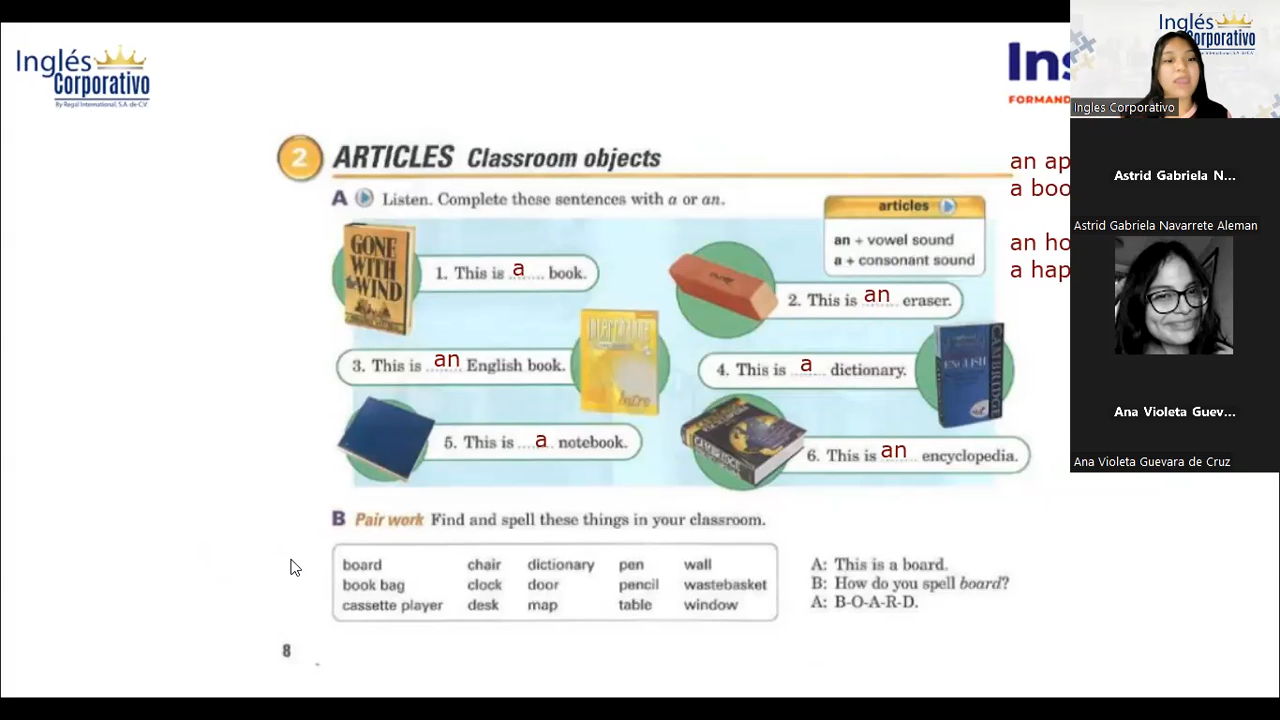 Inglés
Corporativo
By Regal International, S.A. de C.V.
FORMAND
2 ARTICLES Classroom objects
A Listen. Complete these sentences with a or an.
articles
an + vowel sound
a + consonant sound
an ap
a boo
an ho
a hap
GONE
WITH
the WIND
1. This is a book.
2. This is an eraser.
3. This is an English book.
Intro
4. This is a dictionary.
ENGLISH
CAMBRIDGE
5. This is a notebook.
6. This is an encyclopedia.
B Pair work Find and spell these things in your classroom.
board chair dictionary pen wall
book bag clock door pencil wastebasket
cassette player desk map table window
A: This is a board.
B: How do you spell board?
A: B-O-A-R-D.
8
Inglés
Corporativo
Ingles Corporativo
Astrid Gabriela N...
Astrid Gabriela Navarrete Aleman
Ana Violeta Guev...
Ana Violeta Guevara de Cruz